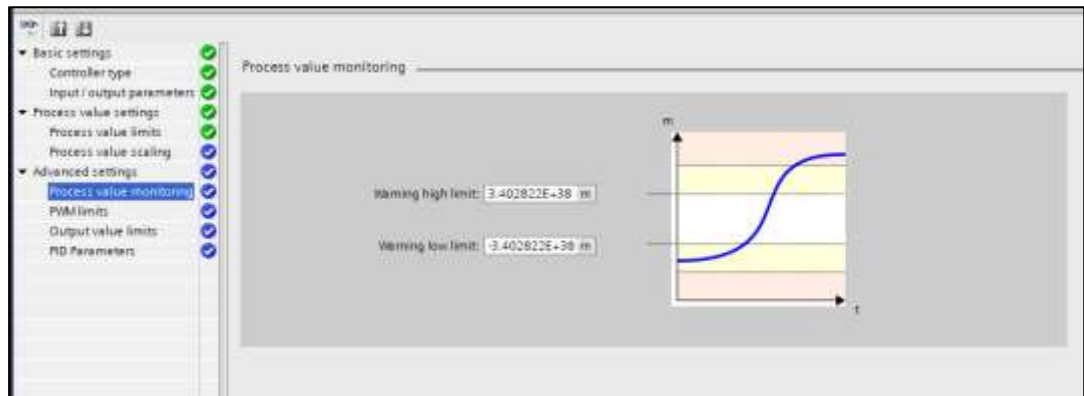 Basic settings
Controller type
Input / output parameters
Process value settings
Process value limits
Process value scaling
Advanced settings
Process value monitoring
PWM limits
Output value limits
PID Parameters
Process value monitoring
m
Warning high limit: 3.402822E+38 m
Warning low limit: -3.402822E+38 m
t